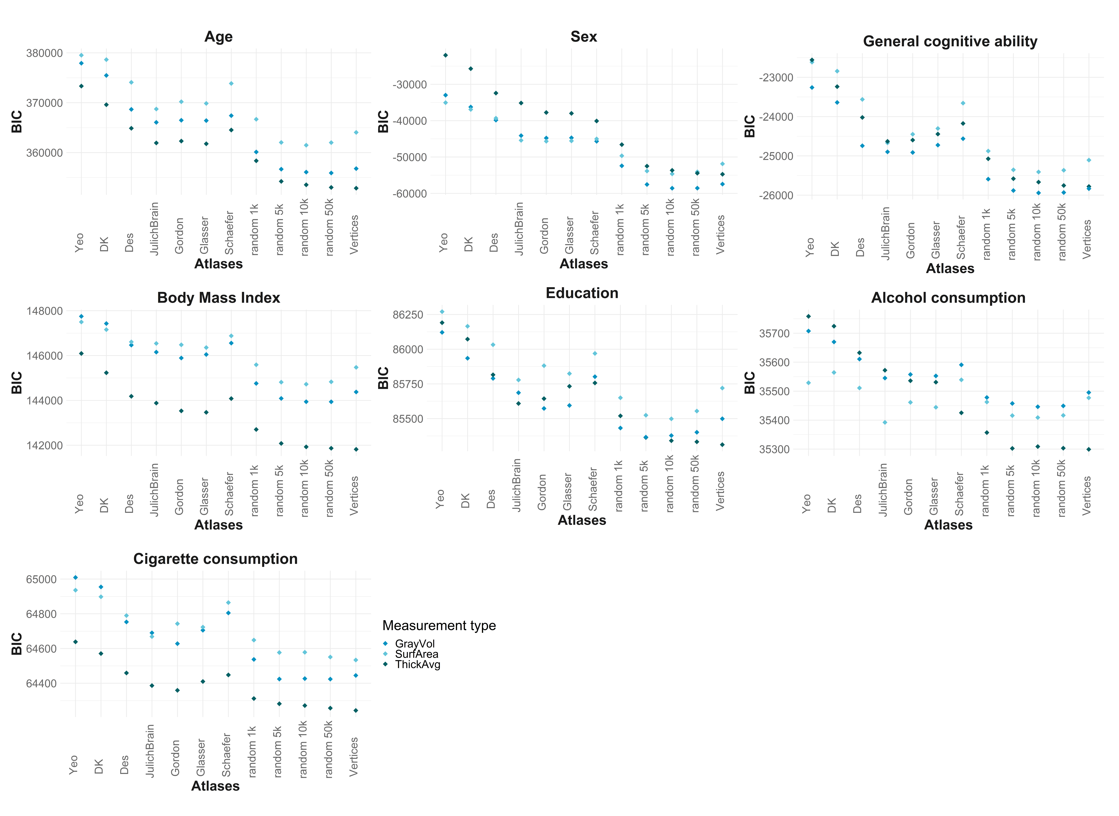 Age
BIC
380000
370000
360000
Yeo
DK
Des
JulichBrain
Gordon
Glasser
Schaefer
random 1k
random 5k
random 10k
random 50k
Vertices
Atlases
Sex
BIC
-30000
-40000
-50000
-60000
Yeo
DK
Des
JulichBrain
Gordon
Glasser
Schaefer
random 1k
random 5k
random 10k
random 50k
Vertices
Atlases
General cognitive ability
BIC
-23000
-24000
-25000
-26000
Yeo
DK
Des
JulichBrain
Gordon
Glasser
Schaefer
random 1k
random 5k
random 10k
random 50k
Vertices
Atlases
Body Mass Index
BIC
148000
146000
144000
142000
Yeo
DK
Des
JulichBrain
Gordon
Glasser
Schaefer
random 1k
random 5k
random 10k
random 50k
Vertices
Atlases
Education
BIC
86250
86000
85750
85500
Yeo
DK
Des
JulichBrain
Gordon
Glasser
Schaefer
random 1k
random 5k
random 10k
random 50k
Vertices
Atlases
Alcohol consumption
BIC
35700
35600
35500
35400
35300
Yeo
DK
Des
JulichBrain
Gordon
Glasser
Schaefer
random 1k
random 5k
random 10k
random 50k
Vertices
Atlases
Cigarette consumption
BIC
65000
64800
64600
64400
Yeo
DK
Des
JulichBrain
Gordon
Glasser
Schaefer
random 1k
random 5k
random 10k
random 50k
Vertices
Atlases
Measurement type
GrayVol
SurfArea
ThickAvg